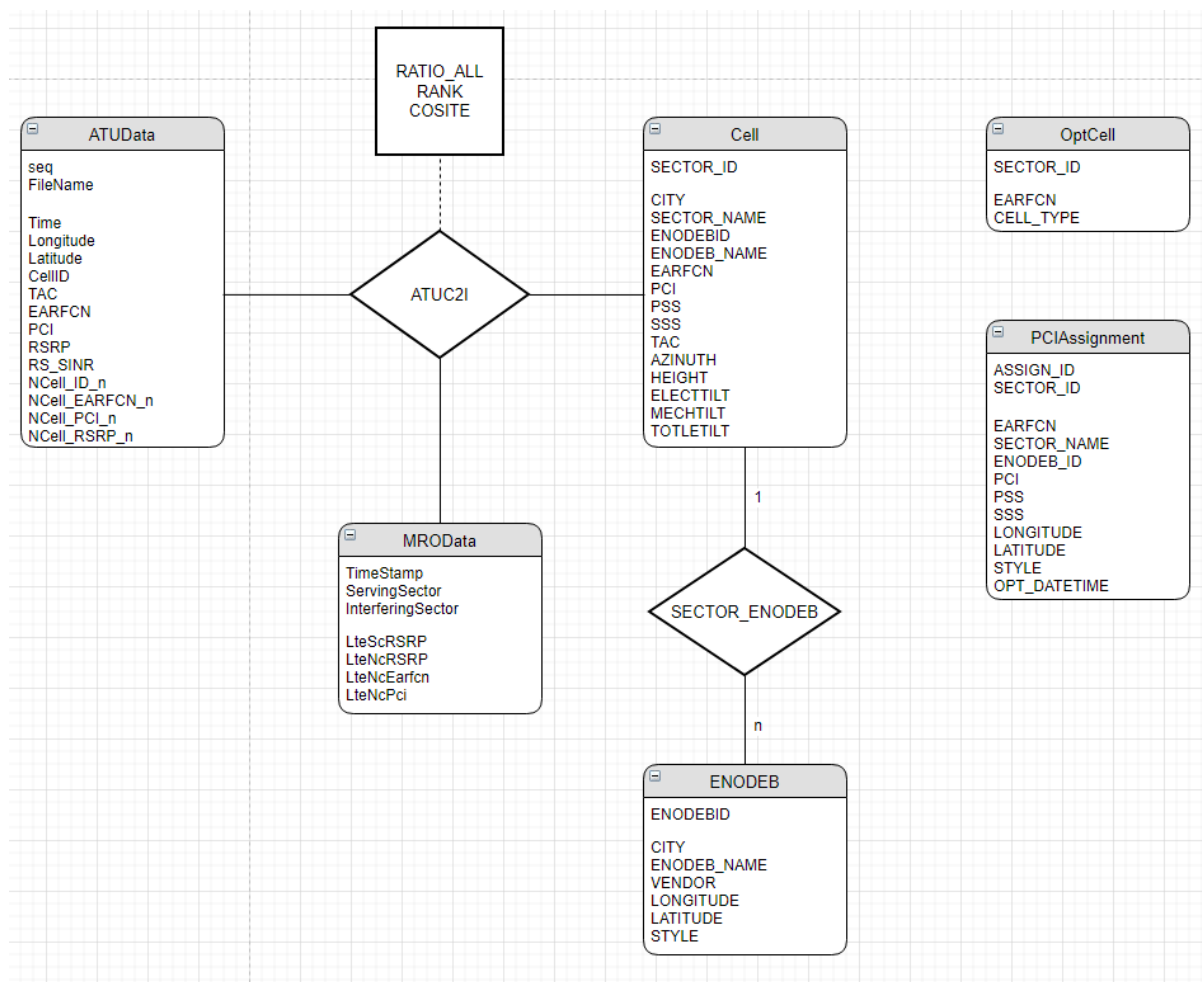 RATIO_ALL
RANK
COSITE
ATUData
seq
FileName
Time
Longitude
Latitude
CellID
TAC
EARFCN
PCI
RSRP
RS_SINR
NCell_ID_n
NCell_EARFCN_n
NCell_PCI_n
NCell_RSRP_n
ATUC2I
Cell
SECTOR_ID
CITY
SECTOR_NAME
ENODEBID
ENODEB_NAME
EARFCN
PCI
PSS
SSS
TAC
AZINUTH
HEIGHT
ELECTTILT
MECHTILT
TOTLETILT
OptCell
SECTOR_ID
EARFCN
CELL_TYPE
PCIAssignment
ASSIGN_ID
SECTOR_ID
EARFCN
SECTOR_NAME
ENODEB_ID
PCI
PSS
SSS
LONGITUDE
LATITUDE
STYLE
OPT_DATETIME
MROData
TimeStamp
ServingSector
InterferingSector
LteScRSRP
LteNcRSRP
LteNcEarfcn
LteNcPci
1
SECTOR_ENODEB
n
ENODEB
ENODEBID
CITY
ENODEB_NAME
VENDOR
LONGITUDE
LATITUDE
STYLE